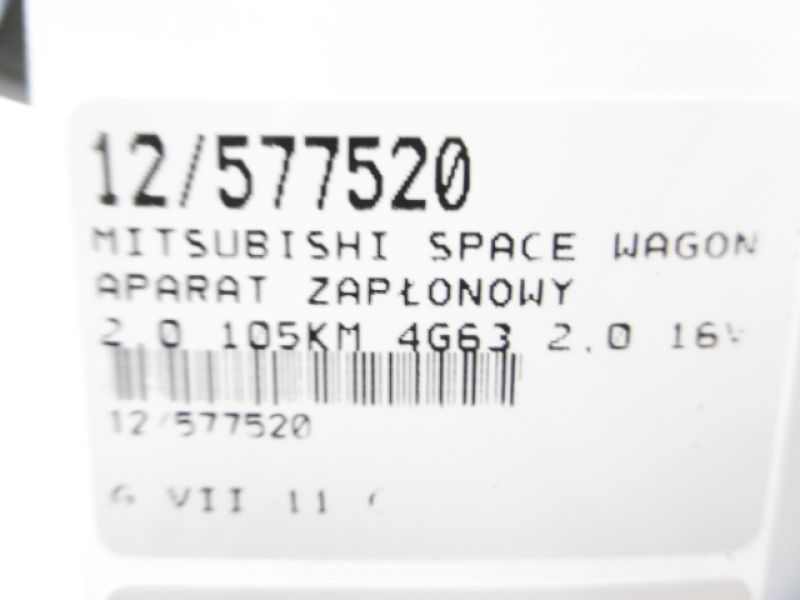 12/577520
MITSUBISHI SPACE WAGON
APARAT ZAPŁONOWY
2.0 105KM 4G63 2.0 16V
12/577520
G VII 11